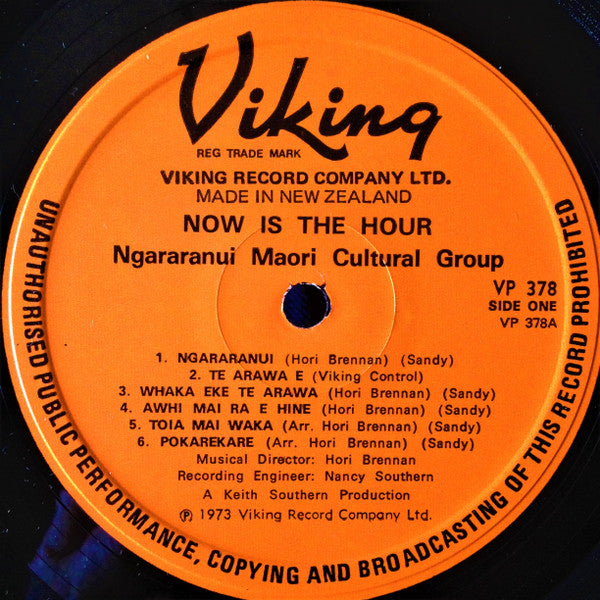 Viking
REG TRADE MARK
VIKING RECORD COMPANY LTD.
MADE IN NEW ZEALAND
NOW IS THE HOUR
Ngararanui Maori Cultural Group
VP 378
SIDE ONE
VP 378A
1. NGARARANUI (Hori Brennan) (Sandy)
2. TE ARAWA E (Viking Control)
3. WHAKA EKE TE ARAWA (Hori Brennan) (Sandy)
4. AWHI MAI RA E HINE (Hori Brennan) (Sandy)
5. TOIA MAI WAKA (Arr. Hori Brennan) (Sandy)
6. POKAREKARE (Arr. Hori Brennan) (Sandy)
Musical Director: Hori Brennan
Recording Engineer: Nancy Southern
A Keith Southern Production
Ⓟ 1973 Viking Record Company Ltd.
UNAUTHORISED PUBLIC PERFORMANCE, COPYING AND BROADCASTING OF THIS RECORD PROHIBITED